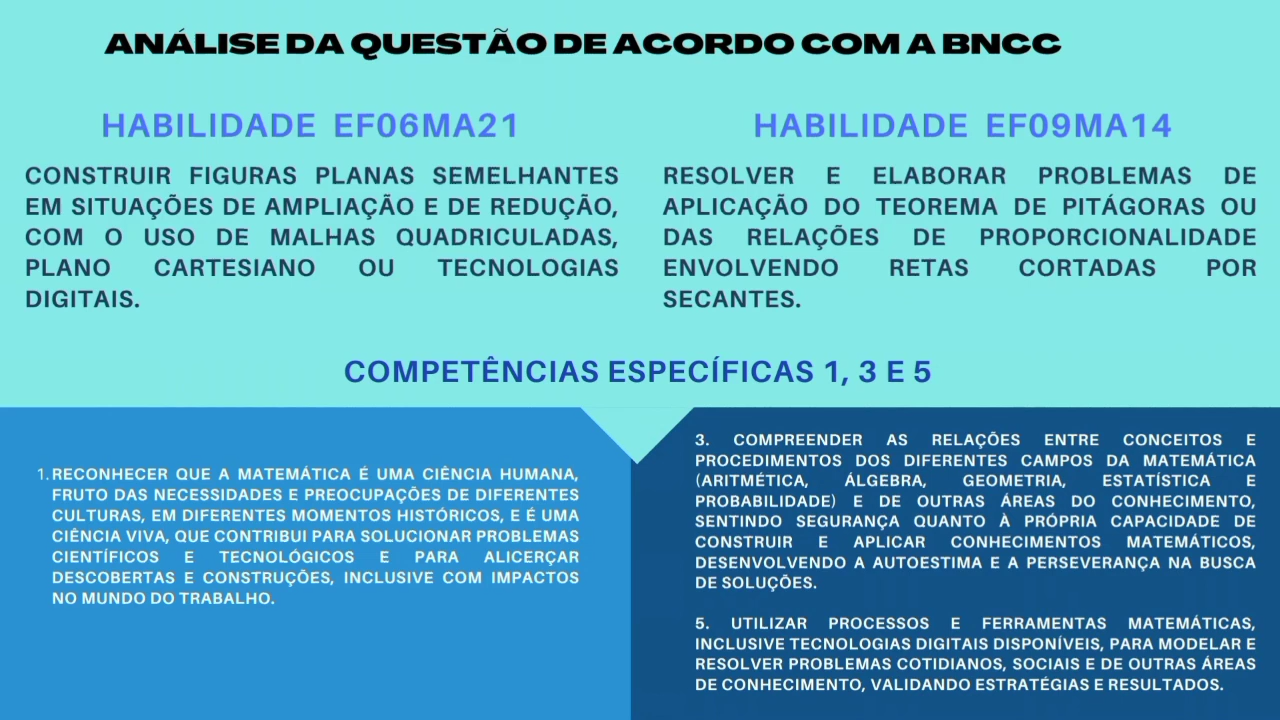 ANÁLISE DA QUESTÃO DE ACORDO COM A BNCC
HABILIDADE EF06MA21
CONSTRUIR FIGURAS PLANAS SEMELHANTES
EM SITUAÇÕES DE AMPLIAÇÃO E DE REDUÇÃO,
COM O USO DE MALHAS QUADRICULADAS,
PLANO CARTESIANO OU TECNOLOGIAS
DIGITAIS.
HABILIDADE EF09MA14
RESOLVER E ELABORAR PROBLEMAS DE
APLICAÇÃO DO TEOREMA DE PITÁGORAS OU
DAS RELAÇÕES DE PROPORCIONALIDADE
ENVOLVENDO RETAS CORTADAS POR
SECANTES.
COMPETÊNCIAS ESPECÍFICAS 1, 3 E 5
1. RECONHECER QUE A MATEMÁTICA É UMA CIÊNCIA HUMANA,
FRUTO DAS NECESSIDADES E PREOCUPAÇÕES DE DIFERENTES
CULTURAS, EM DIFERENTES MOMENTOS HISTÓRICOS, E É UMA
CIÊNCIA VIVA, QUE CONTRIBUI PARA SOLUCIONAR PROBLEMAS
CIENTÍFICOS E TECNOLÓGICOS E PARA ALICERÇAR
DESCOBERTAS E CONSTRUÇÕES, INCLUSIVE COM IMPACTOS
NO MUNDO DO TRABALHO.
3. COMPREENDER AS RELAÇÕES ENTRE CONCEITOS E
PROCEDIMENTOS DOS DIFERENTES CAMPOS DA MATEMÁTICA
(ARITMÉTICA, ÁLGEBRA, GEOMETRIA, ESTATÍSTICA E
PROBABILIDADE) E DE OUTRAS ÁREAS DO CONHECIMENTO,
SENTINDO SEGURANÇA QUANTO À PRÓPRIA CAPACIDADE DE
CONSTRUIR E APLICAR CONHECIMENTOS MATEMÁTICOS,
DESENVOLVENDO A AUTOESTIMA E A PERSEVERANÇA NA BUSCA
DE SOLUÇÕES.
5. UTILIZAR PROCESSOS E FERRAMENTAS MATEMÁTICAS,
INCLUSIVE TECNOLOGIAS DIGITAIS DISPONÍVEIS, PARA MODELAR E
RESOLVER PROBLEMAS COTIDIANOS, SOCIAIS E DE OUTRAS ÁREAS
DE CONHECIMENTO, VALIDANDO ESTRATÉGIAS E RESULTADOS.